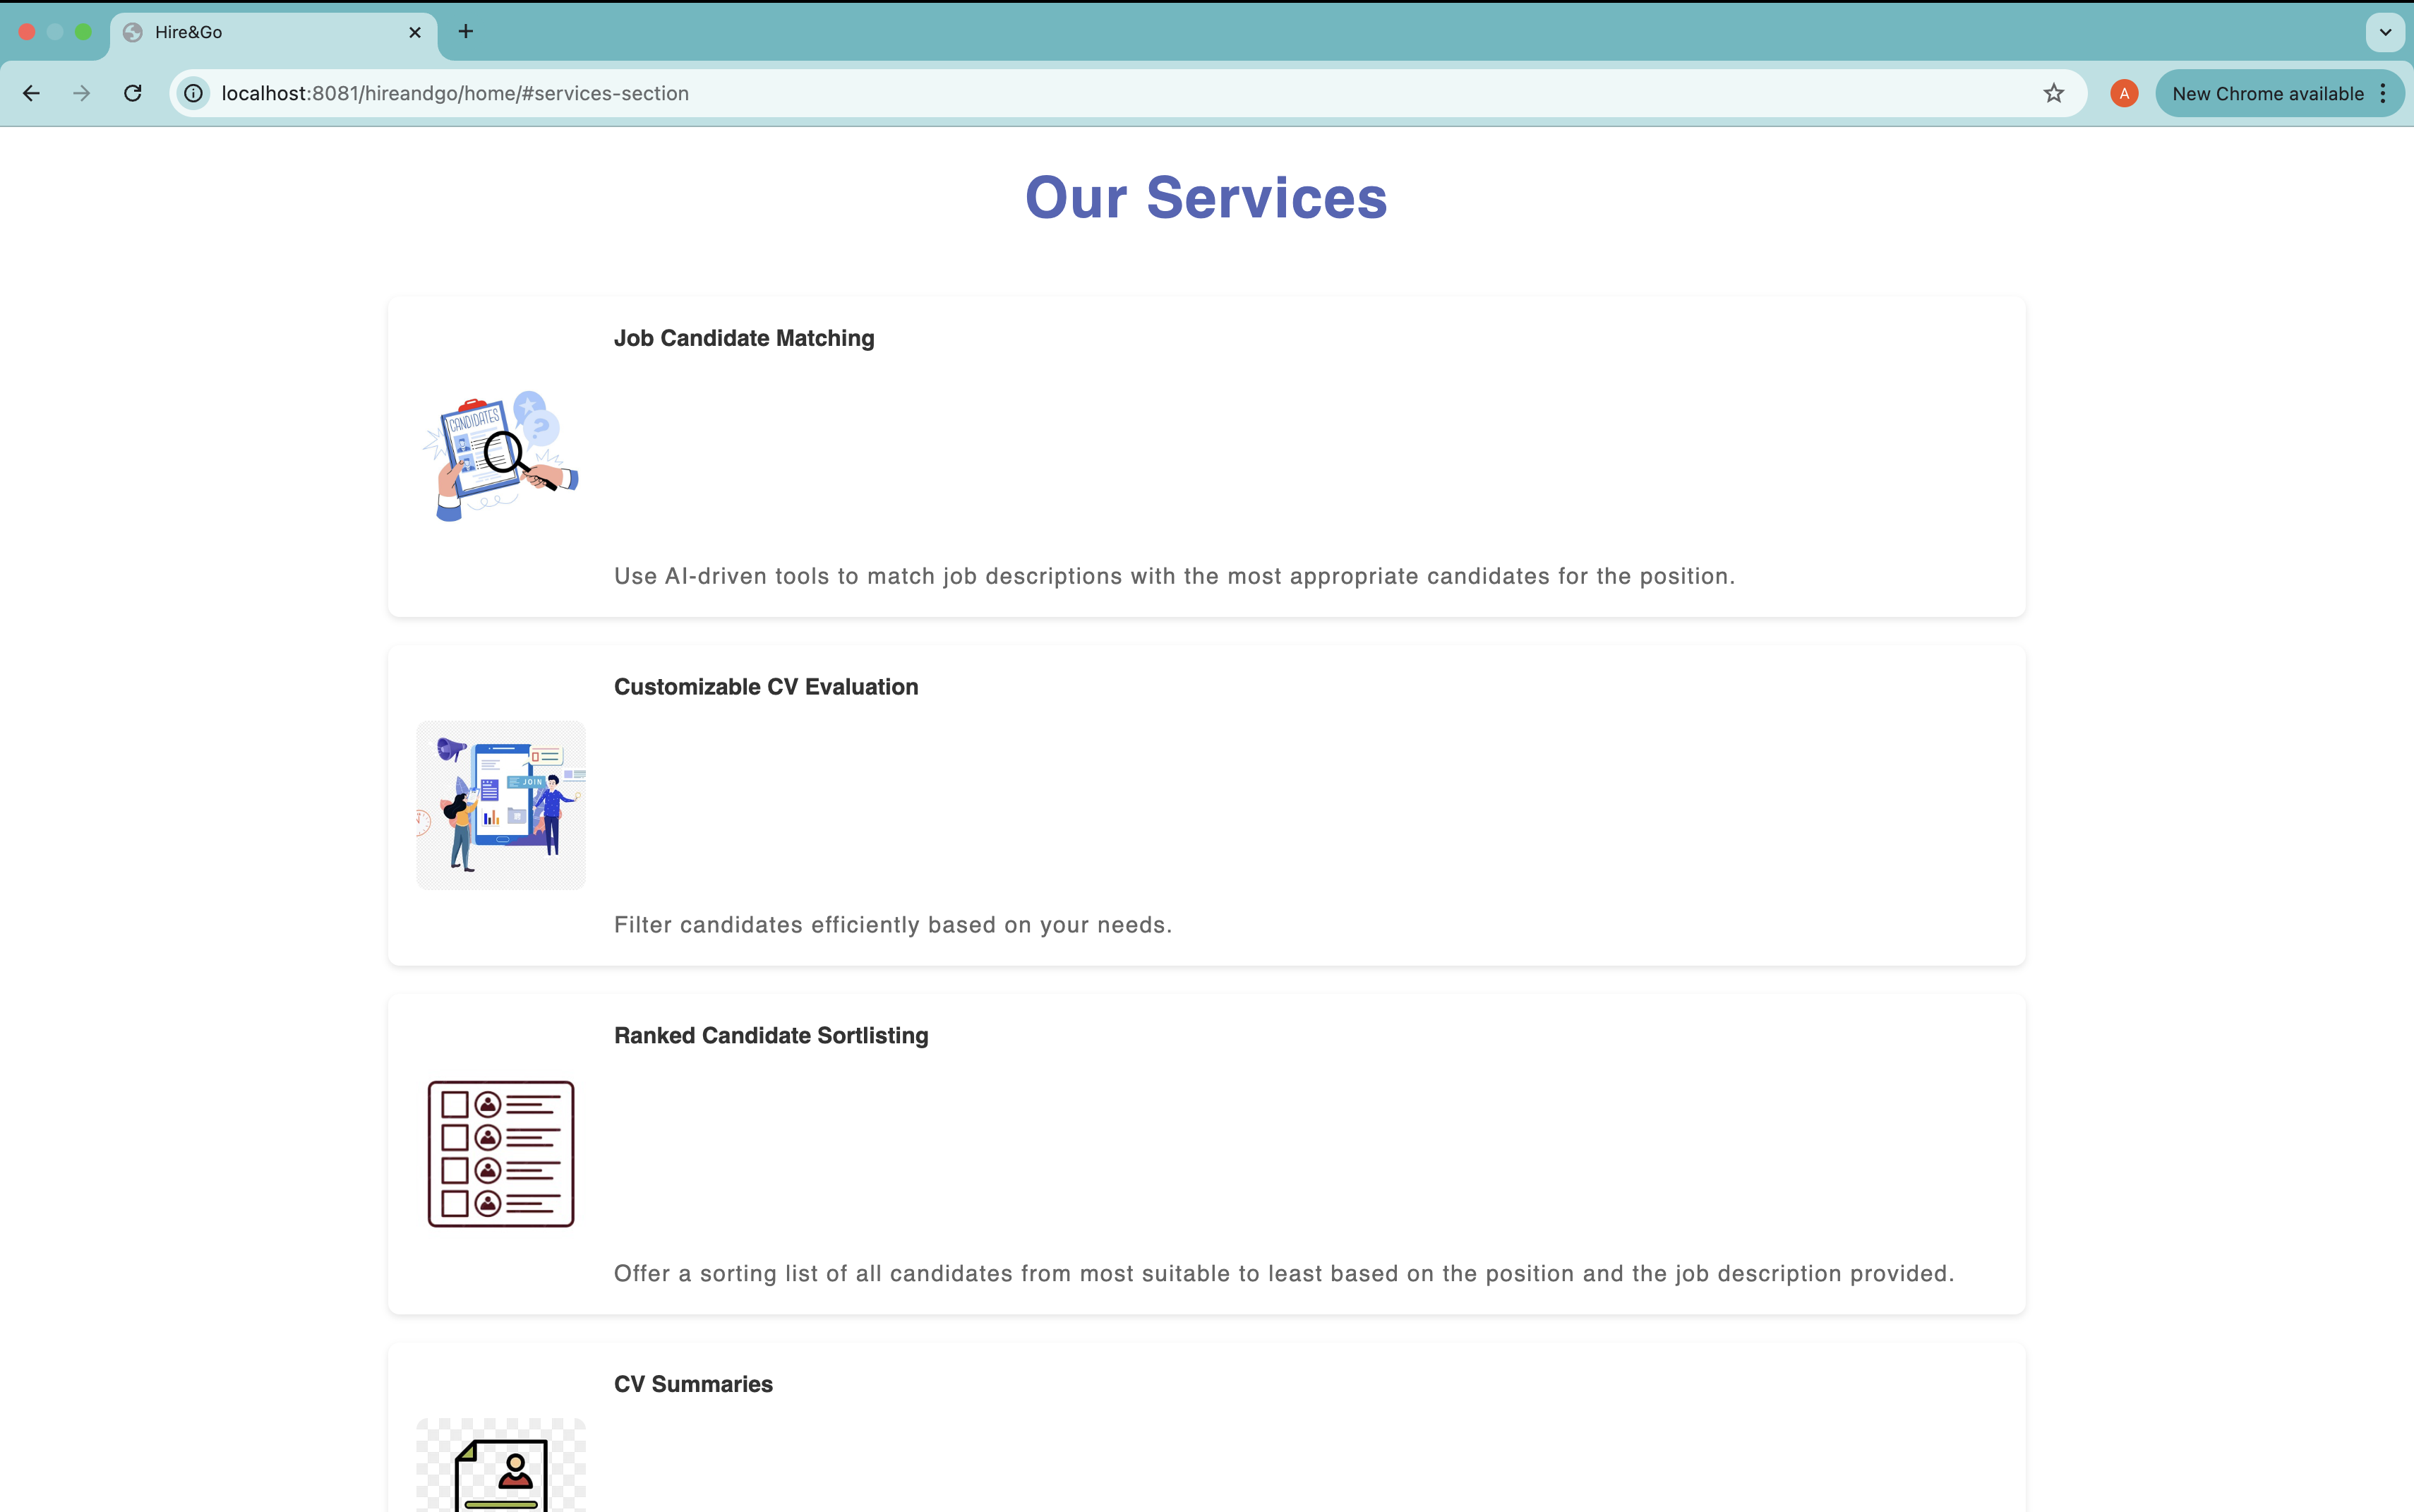 Hire&Go
localhost:8081/hireandgo/home/#services-section
A
New Chrome available
Our Services
Job Candidate Matching
CANDIDATES
?
Use AI-driven tools to match job descriptions with the most appropriate candidates for the position.
Customizable CV Evaluation
JOIN
Filter candidates efficiently based on your needs.
Ranked Candidate Sortlisting
Offer a sorting list of all candidates from most suitable to least based on the position and the job description provided.
CV Summaries